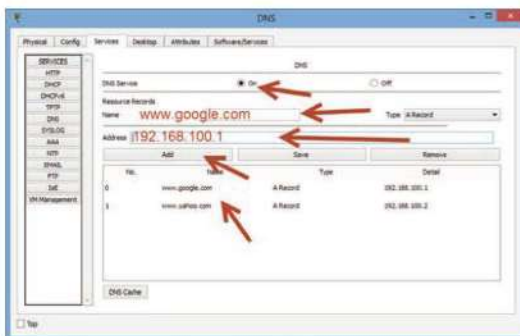 DNS
Physical Config Services Desktop Attributes Software/Services
SERVICES
HTTP
DHCP
DHCPv6
TFTP
DNS
SYSLOG
AAA
NTP
EMAIL
FTP
IoE
VM Management
DNS
DNS Service On Off
Resource Records
Name www.google.com Type A Record
Address 192.168.100.1
Add Save Remove
No. Name Type Detail
0 www.google.com A Record 192.168.100.1
1 www.yahoo.com A Record 192.168.100.2
DNS Cache
Top